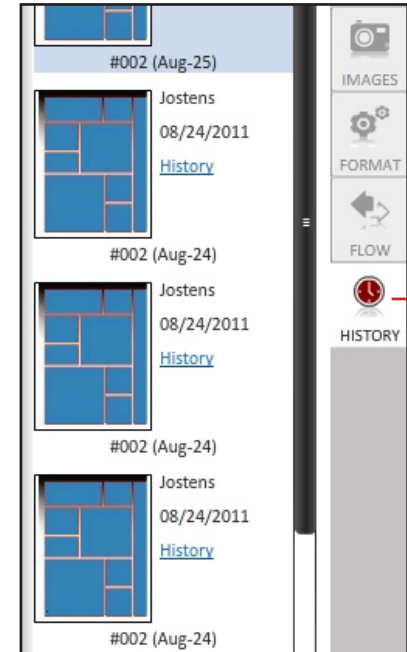 #002 (Aug-25)
Jostens
08/24/2011
History
#002 (Aug-24)
Jostens
08/24/2011
History
#002 (Aug-24)
Jostens
08/24/2011
History
#002 (Aug-24)
IMAGES
FORMAT
FLOW
HISTORY